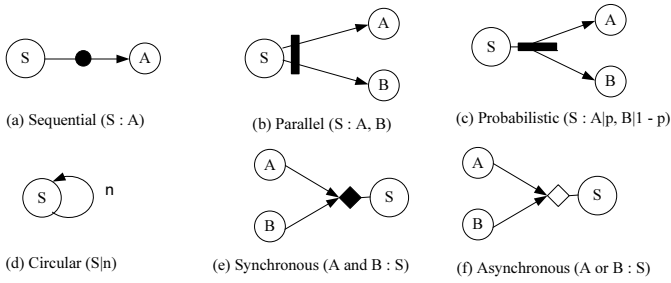 S
A
(a) Sequential (S : A)
S
A
B
(b) Parallel (S : A, B)
S
A
B
(c) Probabilistic (S : A|p, B|1 - p)
S
n
(d) Circular (S|n)
A
B
S
(e) Synchronous (A and B : S)
A
B
S
(f) Asynchronous (A or B : S)